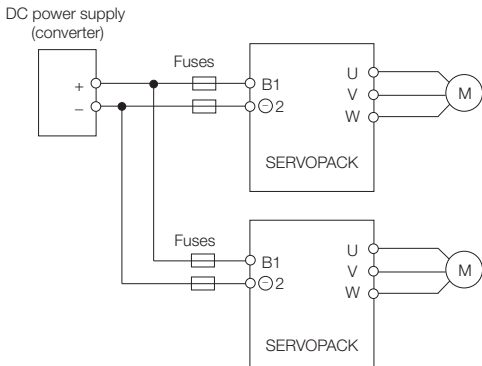 DC power supply
(converter)
+
−
Fuses
B1
⊖2
U
V
W
M
SERVOPACK
Fuses
B1
⊖2
U
V
W
M
SERVOPACK